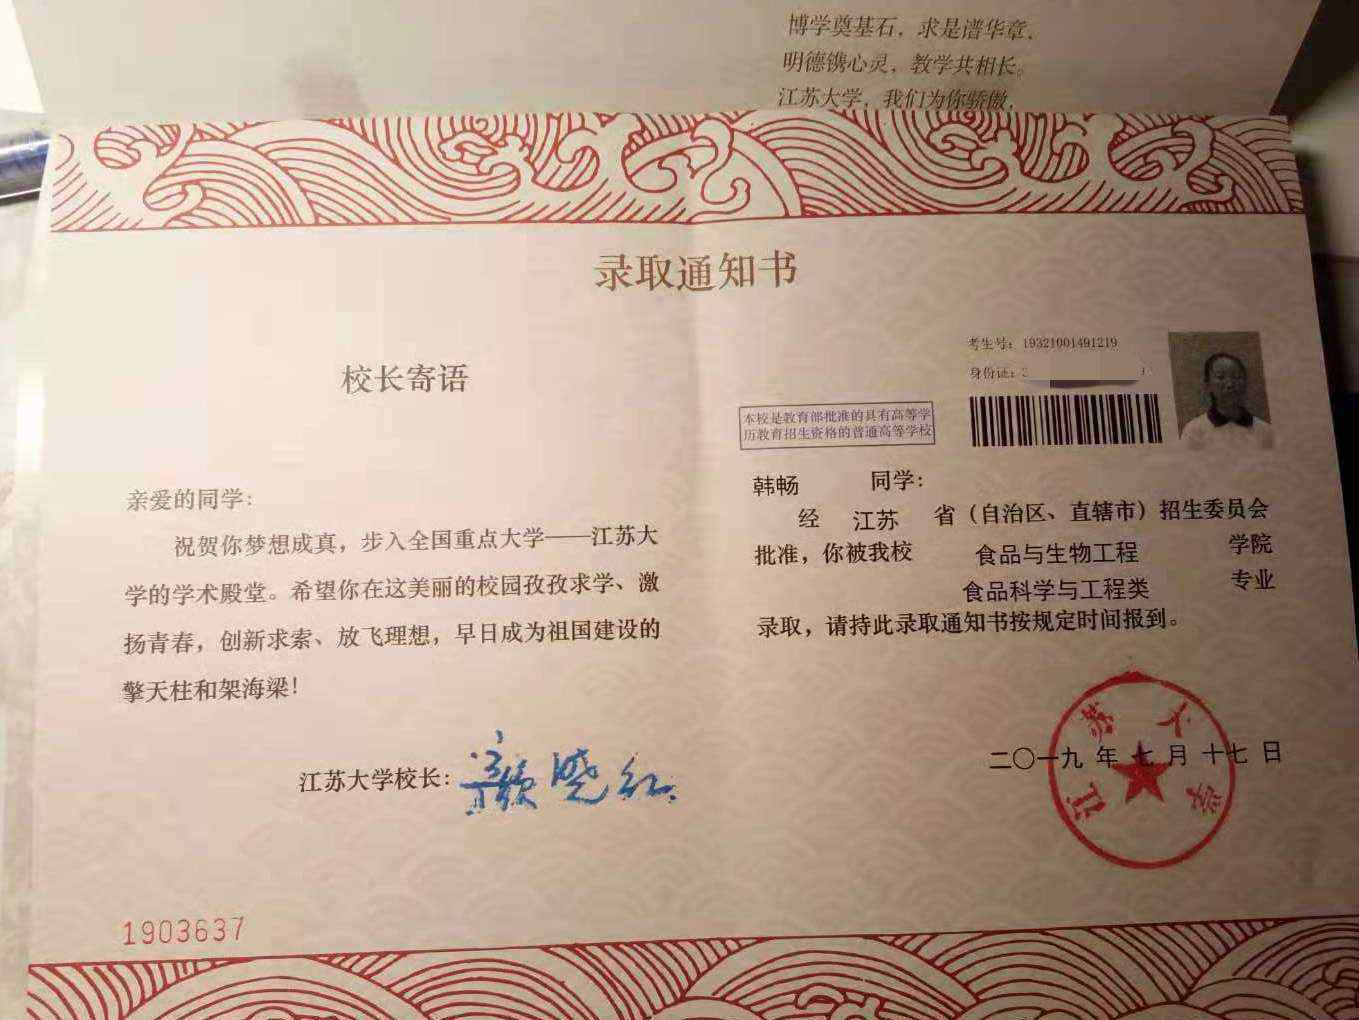 博学奠基石，求是谱华章，
明德镌心灵，教学共相长。
江苏大学，我们为你骄傲，
录取通知书
校长寄语
亲爱的同学：
祝贺你梦想成真，步入全国重点大学——江苏大
学的学术殿堂。希望你在这美丽的校园孜孜求学、激
扬青春，创新求索、放飞理想，早日成为祖国建设的
擎天柱和架海梁！
江苏大学校长：颜晓红
1903637
考生号：19321001491219
身份证：3
本校是教育部批准的具有高等学
历教育招生资格的普通高等学校
韩畅 同学：
经 江苏 省（自治区、直辖市）招生委员会
批准，你被我校 食品与生物工程 学院
食品科学与工程类 专业
录取，请持此录取通知书按规定时间报到。
二〇一九 年 七 月 十七 日
江苏大学